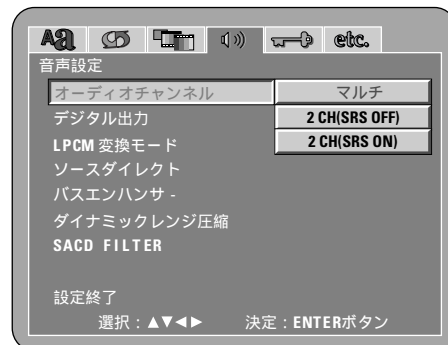 Aa etc.
音声設定
オーディオチャンネル マルチ
デジタル出力 2 CH(SRS OFF)
LPCM 変換モード 2 CH(SRS ON)
ソースダイレクト
バスエンハンサ -
ダイナミックレンジ圧縮
SACD FILTER
設定終了
選択：▲▼◀▶ 決定：ENTERボタン